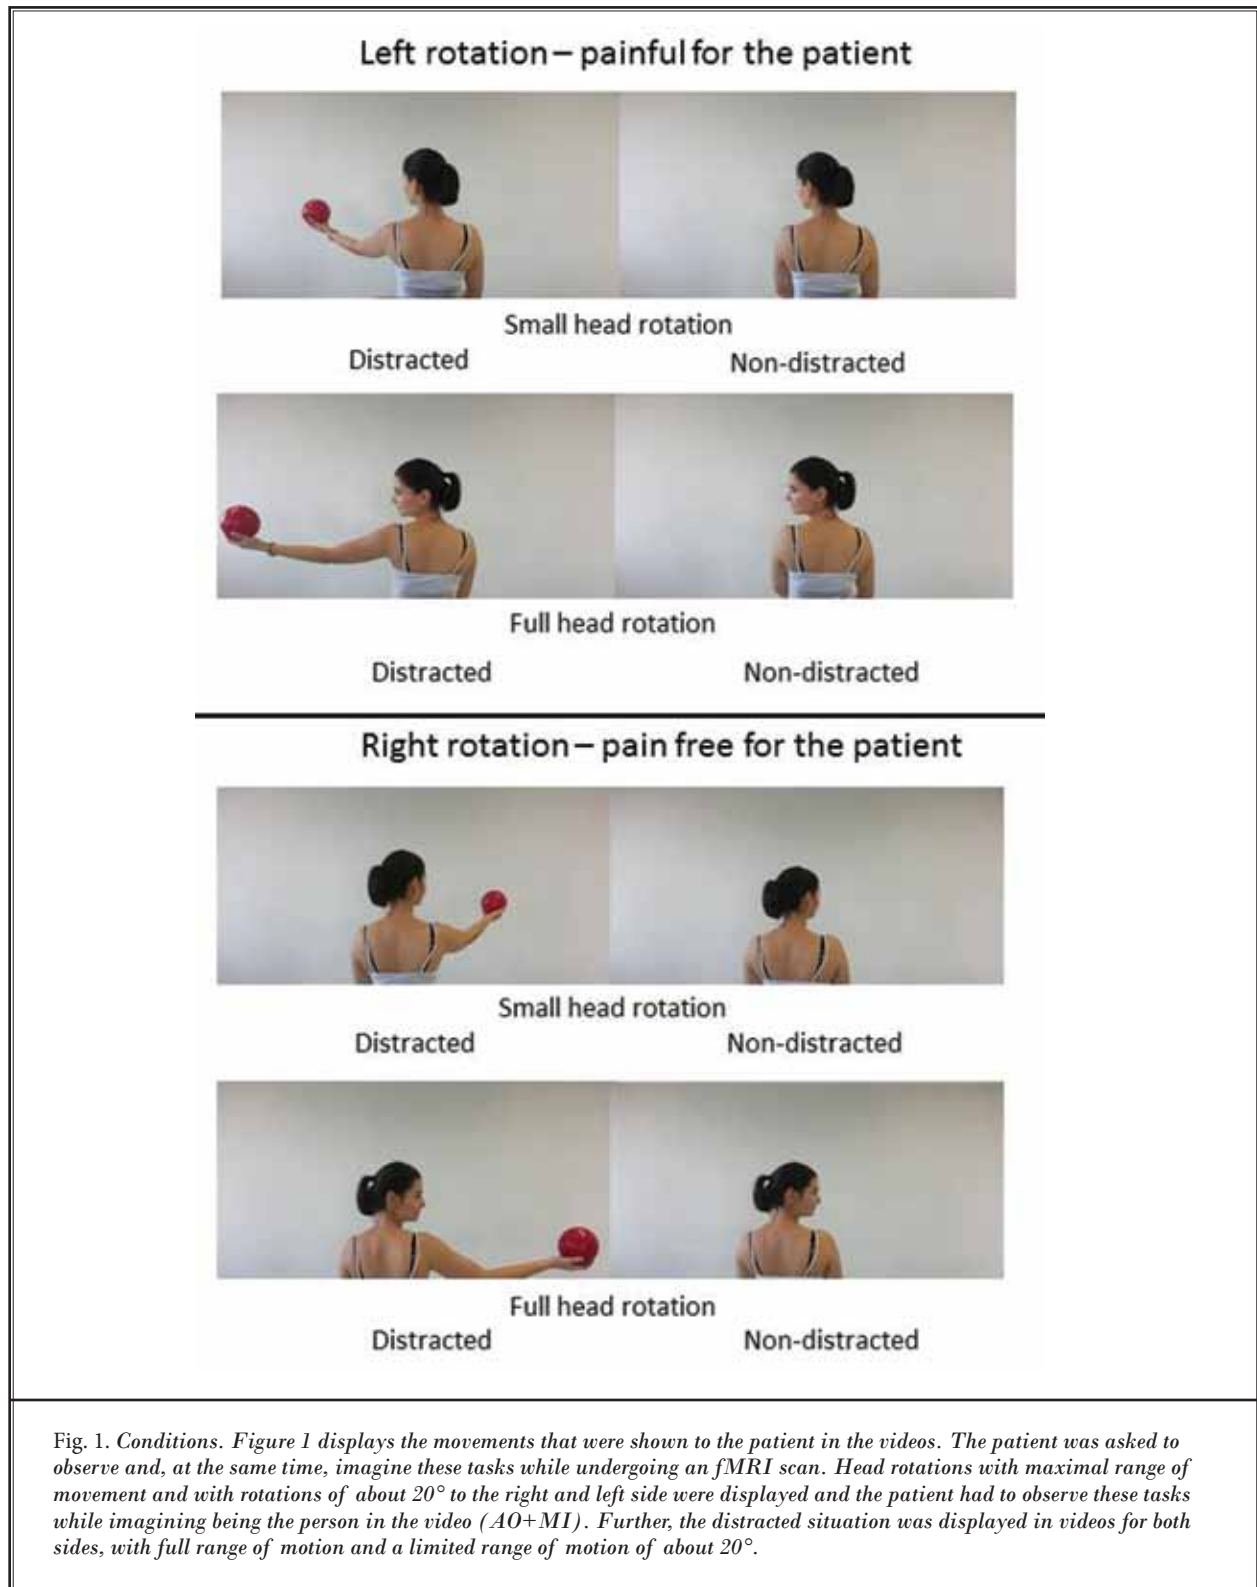 Left rotation – painful for the patient
Small head rotation
Distracted Non-distracted
Full head rotation
Distracted Non-distracted
Right rotation – pain free for the patient
Small head rotation
Distracted Non-distracted
Full head rotation
Distracted Non-distracted
Fig. 1. Conditions. Figure 1 displays the movements that were shown to the patient in the videos. The patient was asked to
observe and, at the same time, imagine these tasks while undergoing an fMRI scan. Head rotations with maximal range of
movement and with rotations of about 20° to the right and left side were displayed and the patient had to observe these tasks
while imagining being the person in the video (AO+MI). Further, the distracted situation was displayed in videos for both
sides, with full range of motion and a limited range of motion of about 20°.